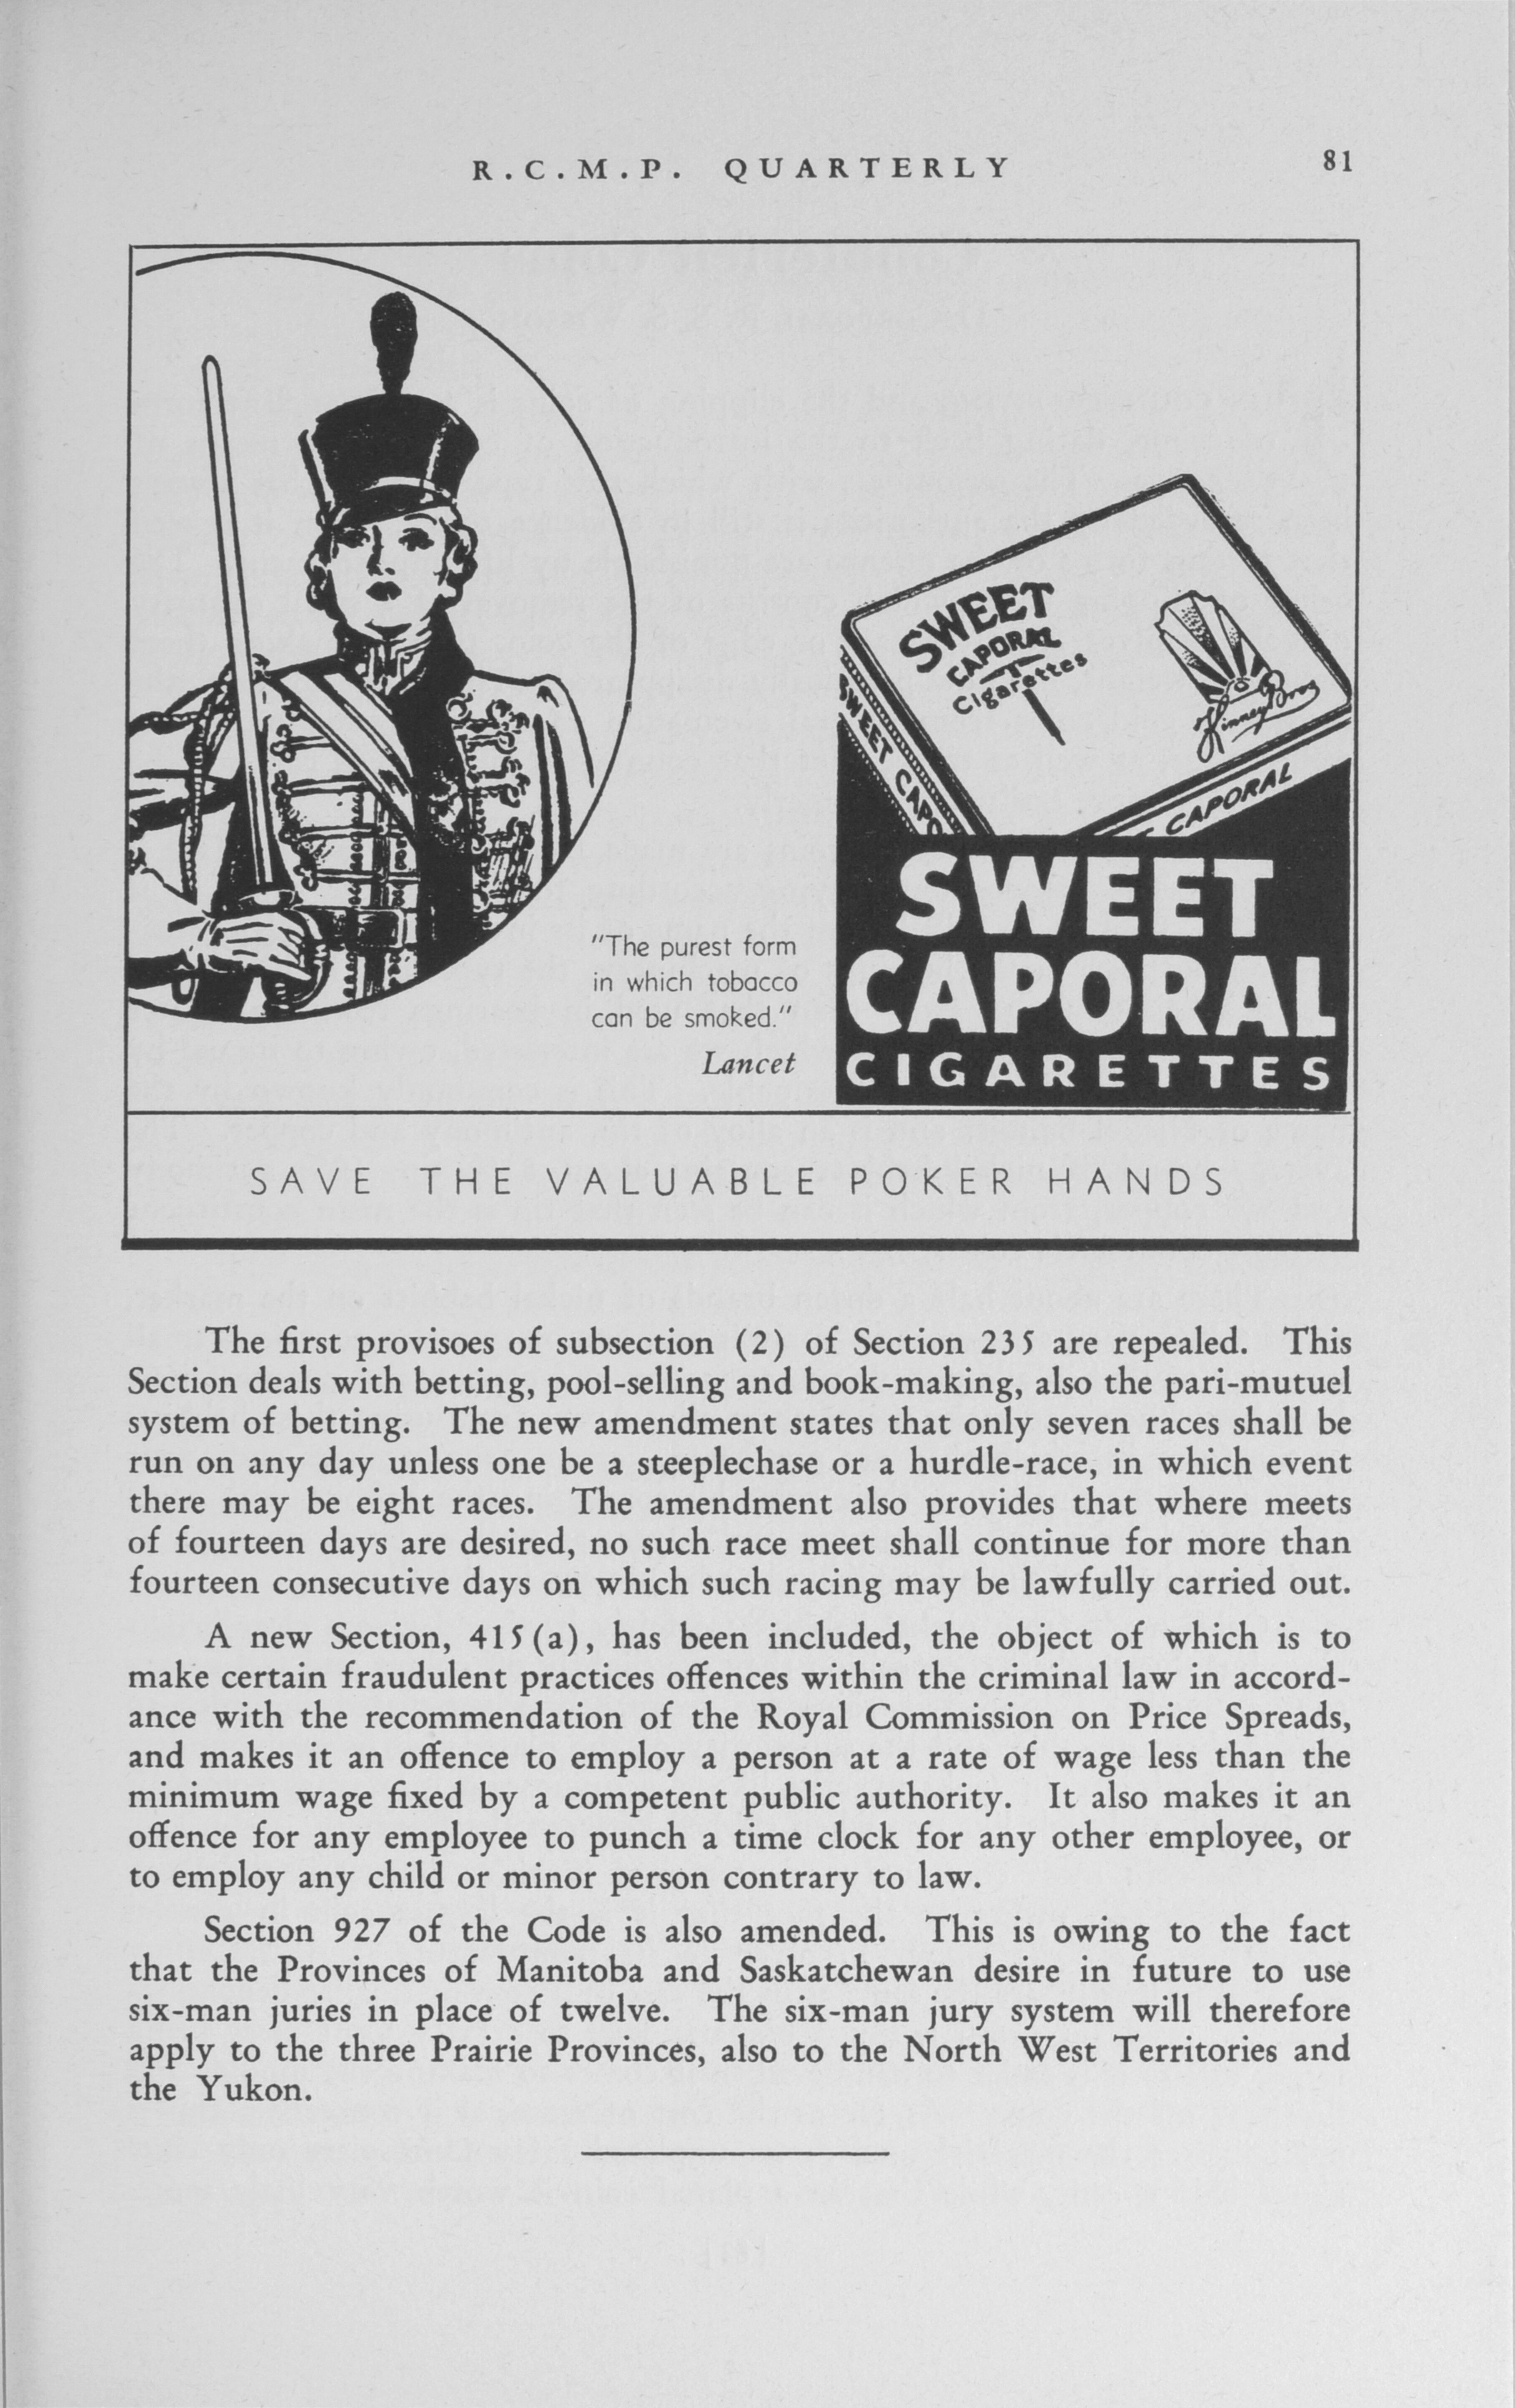 R.C.M.P. QUARTERLY 81
SWEET
CAPORAL
Cigarettes
Kinney Bros
SWEET CAPO
CAPORAL
"The purest form
in which tobacco
can be smoked."
Lancet
SWEET
CAPORAL
CIGARETTES
SAVE THE VALUABLE POKER HANDS
The first provisoes of subsection (2) of Section 235 are repealed. This
Section deals with betting, pool-selling and book-making, also the pari-mutuel
system of betting. The new amendment states that only seven races shall be
run on any day unless one be a steeplechase or a hurdle-race, in which event
there may be eight races. The amendment also provides that where meets
of fourteen days are desired, no such race meet shall continue for more than
fourteen consecutive days on which such racing may be lawfully carried out.
A new Section, 415(a), has been included, the object of which is to
make certain fraudulent practices offences within the criminal law in accord-
ance with the recommendation of the Royal Commission on Price Spreads,
and makes it an offence to employ a person at a rate of wage less than the
minimum wage fixed by a competent public authority. It also makes it an
offence for any employee to punch a time clock for any other employee, or
to employ any child or minor person contrary to law.
Section 927 of the Code is also amended. This is owing to the fact
that the Provinces of Manitoba and Saskatchewan desire in future to use
six-man juries in place of twelve. The six-man jury system will therefore
apply to the three Prairie Provinces, also to the North West Territories and
the Yukon.